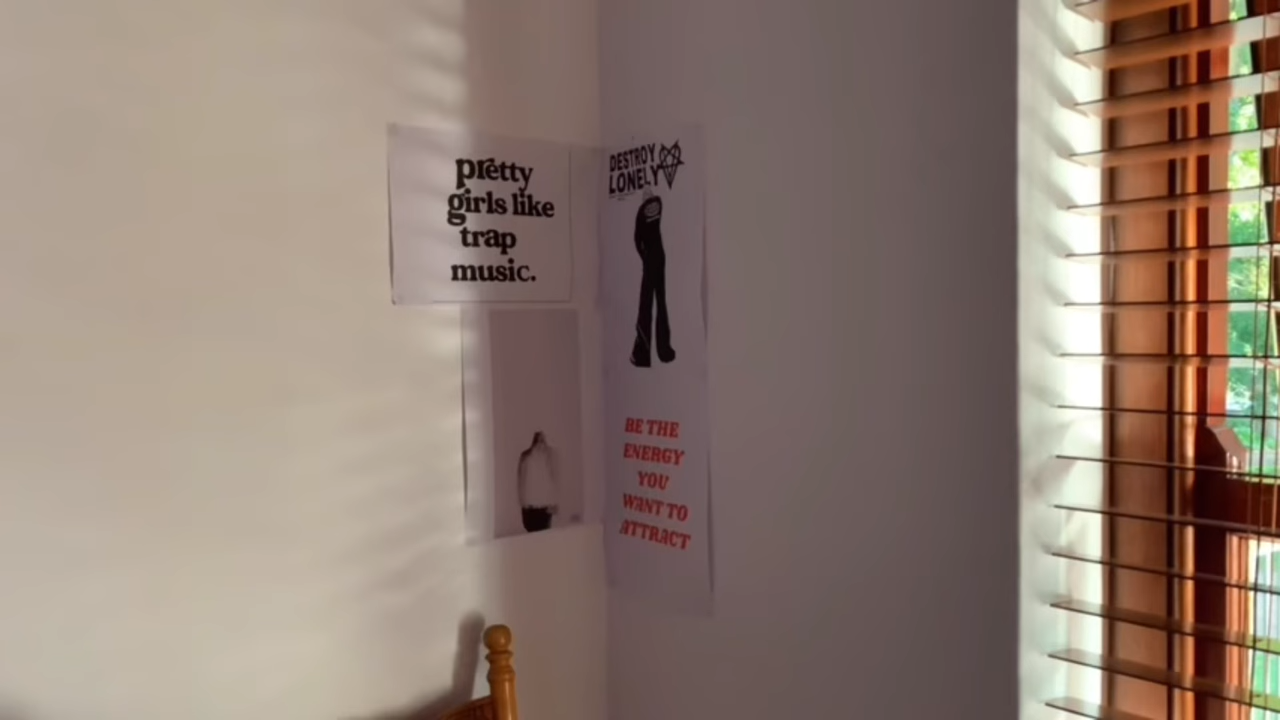 pretty
girls like
trap
music.
DESTROY
LONELY
BE THE
ENERGY
YOU
WANT TO
ATTRACT